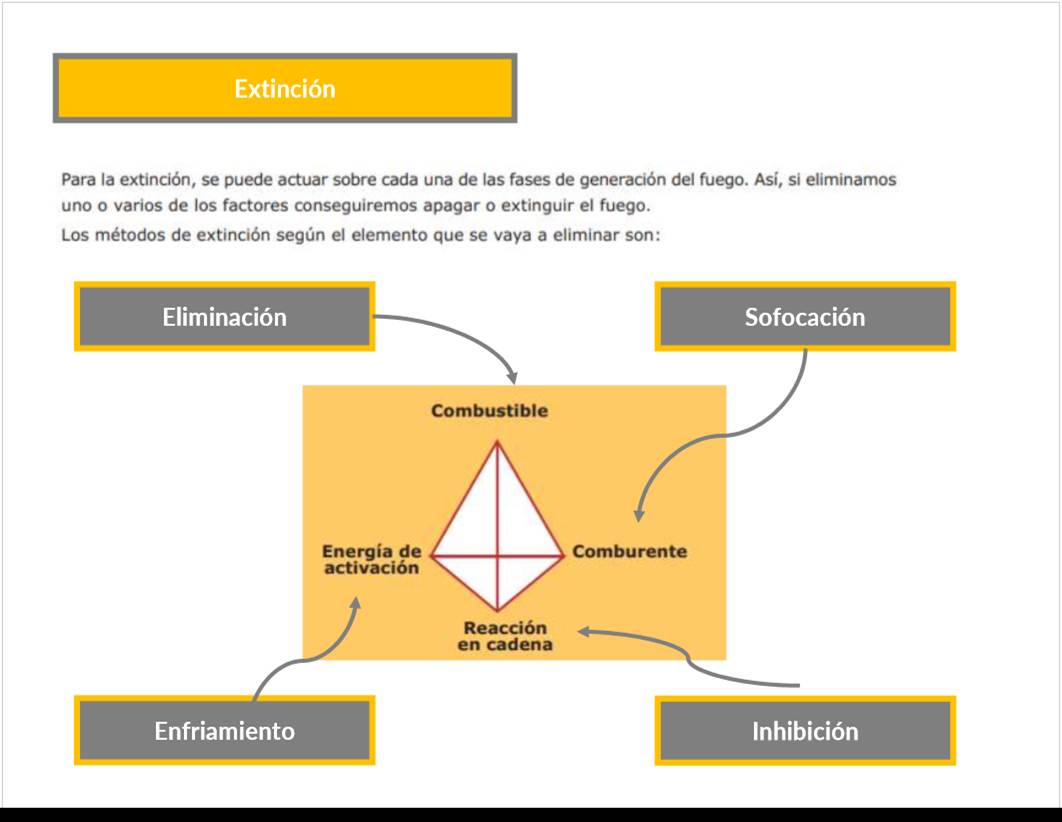 Extinción
Para la extinción, se puede actuar sobre cada una de las fases de generación del fuego. Así, si eliminamos
uno o varios de los factores conseguiremos apagar o extinguir el fuego.
Los métodos de extinción según el elemento que se vaya a eliminar son:
Eliminación
Sofocación
Combustible
Energía de
activación
Comburente
Reacción
en cadena
Enfriamiento
Inhibición